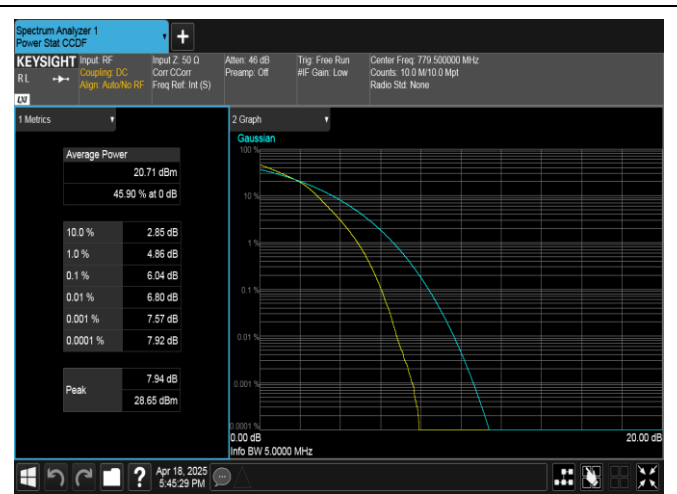 Spectrum Analyzer 1
Power Stat CCDF
+
KEYSIGHT
RL
LXI
Input: RF
Coupling: DC
Align: Auto/No RF
Input Z: 50 Ω
Corr CCorr
Freq Ref: Int (S)
Atten: 46 dB
Preamp: Off
Trig: Free Run
#IF Gain: Low
Center Freq: 779.500000 MHz
Counts: 10.0 M/10.0 Mpt
Radio Std: None
1 Metrics
Average Power
20.71 dBm
45.90 % at 0 dB
10.0 % 2.85 dB
1.0 % 4.86 dB
0.1 % 6.04 dB
0.01 % 6.80 dB
0.001 % 7.57 dB
0.0001 % 7.92 dB
Peak
7.94 dB
28.65 dBm
2 Graph
Gaussian
100 %
10 %
1 %
0.1 %
0.01 %
0.001 %
0.0001 %
0.00 dB 20.00 dB
Info BW 5.0000 MHz
?
Apr 18, 2025
5:45:29 PM